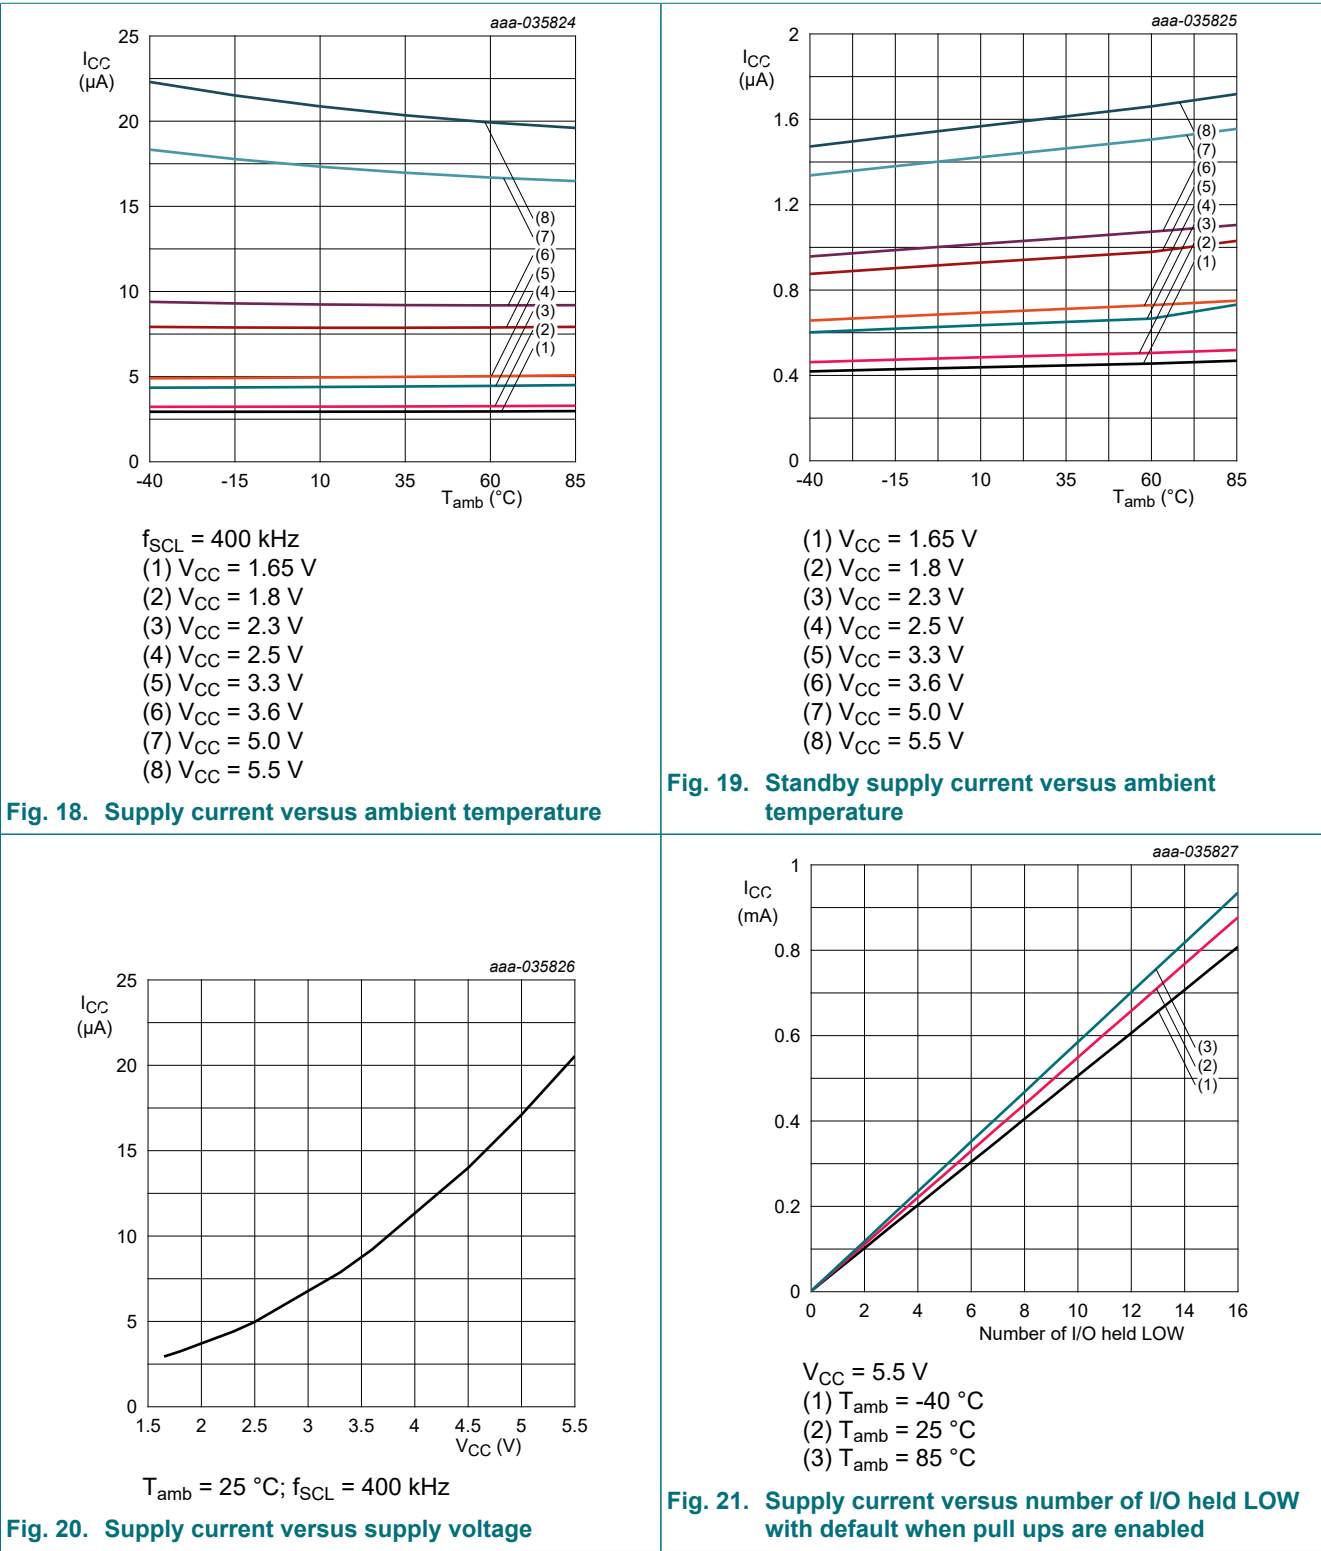 aaa-035824
25
ICC
(µA)
20
15
10
5
0
(8)
(7)
(6)
(5)
(4)
(3)
(2)
(1)
-40 -15 10 35 60 85
Tamb (°C)
fSCL = 400 kHz
(1) VCC = 1.65 V
(2) VCC = 1.8 V
(3) VCC = 2.3 V
(4) VCC = 2.5 V
(5) VCC = 3.3 V
(6) VCC = 3.6 V
(7) VCC = 5.0 V
(8) VCC = 5.5 V
Fig. 18. Supply current versus ambient temperature
aaa-035825
2
ICC
(µA)
1.6
1.2
0.8
0.4
0
(8)
(7)
(6)
(5)
(4)
(3)
(2)
(1)
-40 -15 10 35 60 85
Tamb (°C)
(1) VCC = 1.65 V
(2) VCC = 1.8 V
(3) VCC = 2.3 V
(4) VCC = 2.5 V
(5) VCC = 3.3 V
(6) VCC = 3.6 V
(7) VCC = 5.0 V
(8) VCC = 5.5 V
Fig. 19. Standby supply current versus ambient
temperature
aaa-035826
25
ICC
(µA)
20
15
10
5
0
1.5 2 2.5 3 3.5 4 4.5 5 5.5
VCC (V)
Tamb = 25 °C; fSCL = 400 kHz
Fig. 20. Supply current versus supply voltage
aaa-035827
1
ICC
(mA)
0.8
0.6
0.4
0.2
0
(3)
(2)
(1)
0 2 4 6 8 10 12 14 16
Number of I/O held LOW
VCC = 5.5 V
(1) Tamb = -40 °C
(2) Tamb = 25 °C
(3) Tamb = 85 °C
Fig. 21. Supply current versus number of I/O held LOW
with default when pull ups are enabled